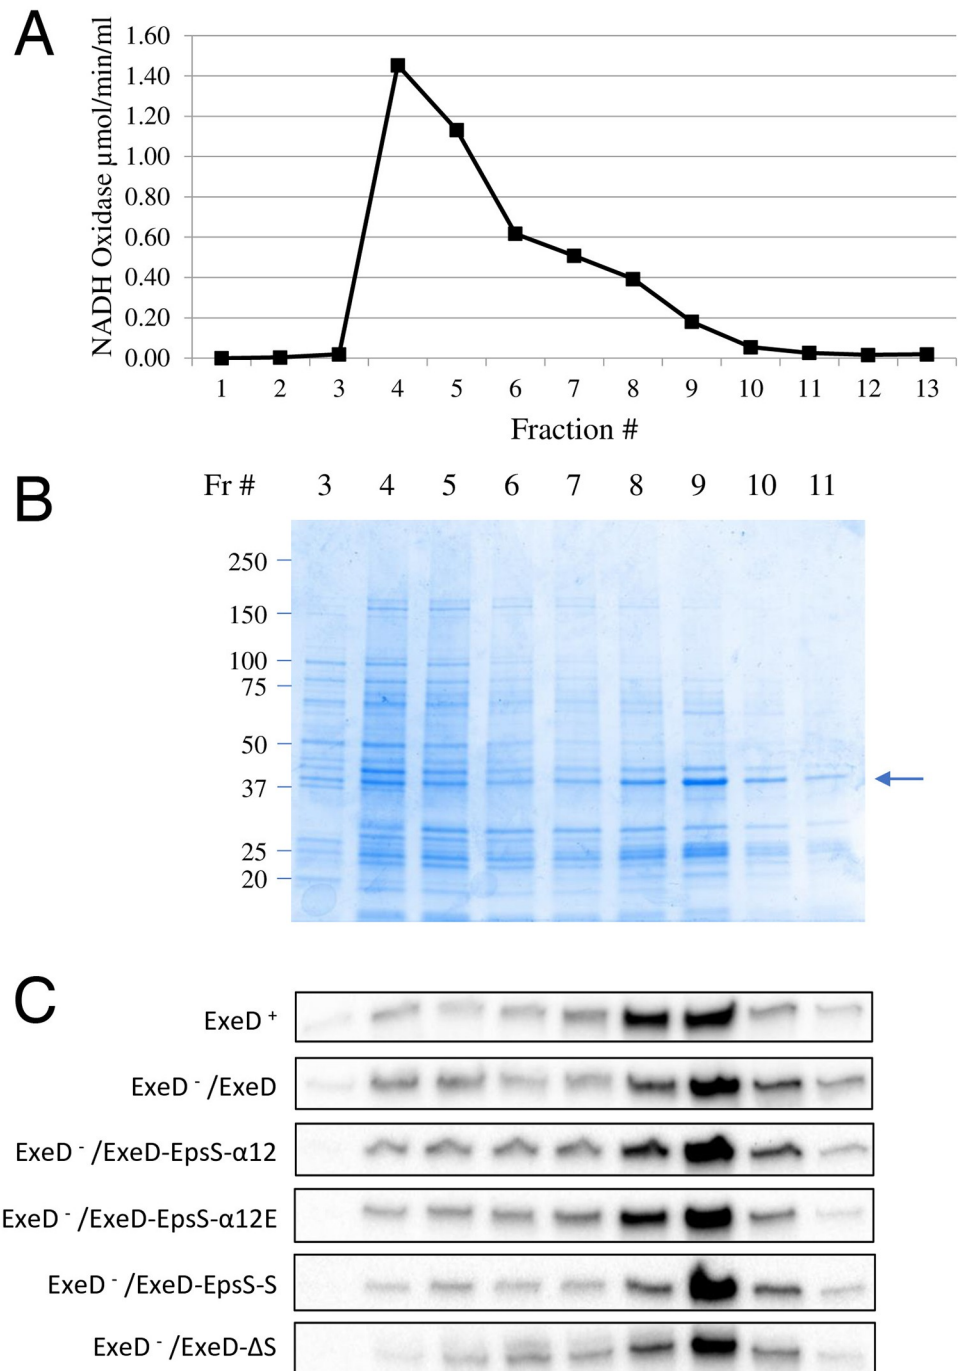 A
NADH Oxidase µmol/min/ml
1.60
1.40
1.20
1.00
0.80
0.60
0.40
0.20
0.00
1 2 3 4 5 6 7 8 9 10 11 12 13
Fraction #
B
Fr # 3 4 5 6 7 8 9 10 11
250
150
100
75
50
37
25
20
C
ExeD +
ExeD - /ExeD
ExeD - /ExeD-EpsS-α12
ExeD - /ExeD-EpsS-α12E
ExeD - /ExeD-EpsS-S
ExeD - /ExeD-ΔS